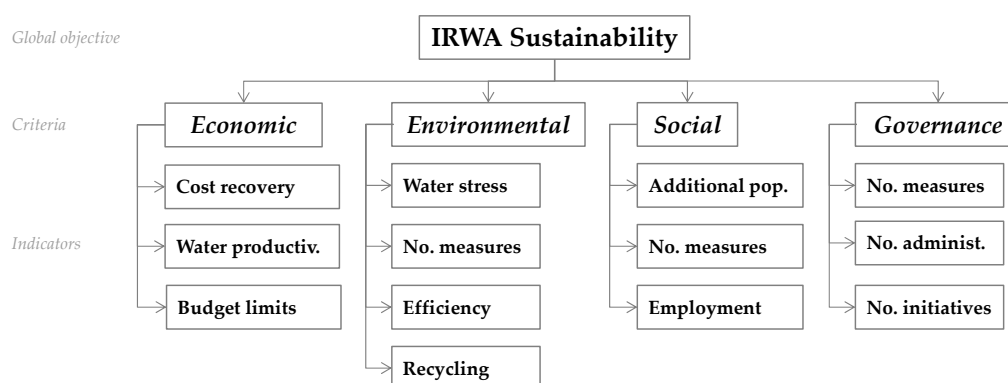 Global objective
IRWA Sustainability
Criteria
Economic
Environmental
Social
Governance
Indicators
Cost recovery
Water productiv.
Budget limits
Water stress
No. measures
Efficiency
Recycling
Additional pop.
No. measures
Employment
No. measures
No. administ.
No. initiatives